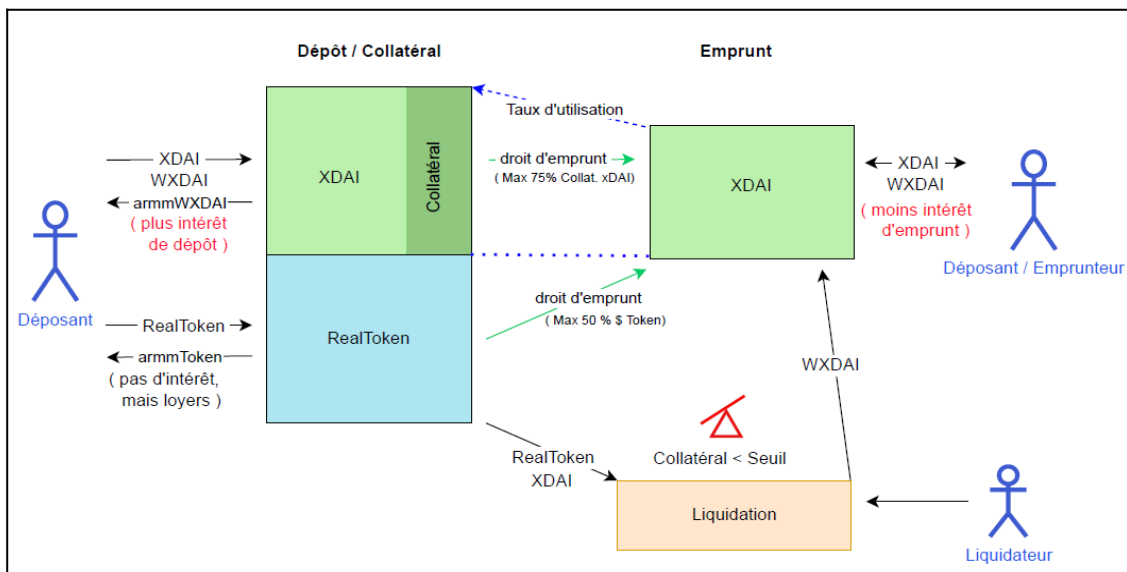 Dépôt / Collatéral
Emprunt
Taux d'utilisation
XDAI
WXDAI
armmWXDAI
( plus intérêt
de dépôt )
XDAI
Collatéral
droit d'emprunt
( Max 75% Collat. xDAI)
XDAI
XDAI
WXDAI
( moins intérêt
d'emprunt )
Déposant / Emprunteur
Déposant
RealToken
armmToken
( pas d'intérêt,
mais loyers )
RealToken
droit d'emprunt
( Max 50 % $ Token)
WXDAI
RealToken
XDAI
Collatéral < Seuil
Liquidation
Liquidateur